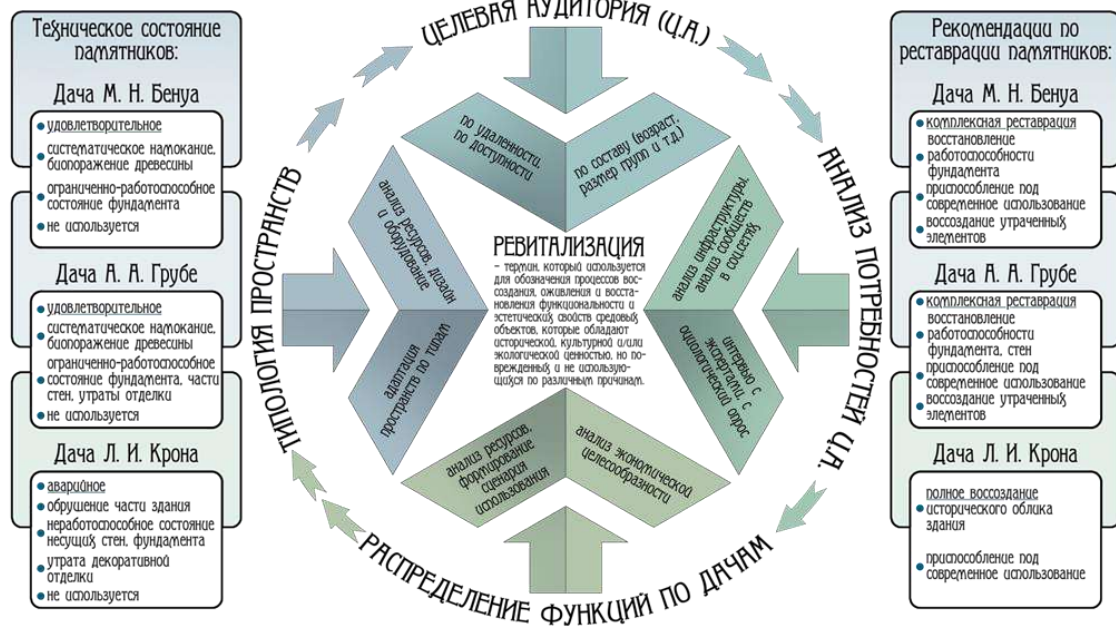 Техническое состояние
памятников:
Дача М. Н. Бенуа
удовлетворительное
систематическое намокание,
биопоражение древесины
ограниченно-работоспособное
состояние фундамента
не используется
Дача А. А. Грубе
удовлетворительное
систематическое намокание,
биопоражение древесины
ограниченно-работоспособное
состояние фундамента, части
стен, утраты отделки
не используется
Дача Л. И. Крона
аварийное
обрушение части здания
неработоспособное состояние
несущих стен, фундамента
утрата декоративной
отделки
не используется
ЦЕЛЕВАЯ АУДИТОРИЯ (Ц.А.)
АНАЛИЗ ПОТРЕБНОСТЕЙ Ц.А.
РАСПРЕДЕЛЕНИЕ ФУНКЦИЙ ПО ДАЧАМ
ТИПОЛОГИЯ ПРОСТРАНСТВ
по удаленности,
по доступности
по составу (возраст,
размер групп и т.д.)
анализ инфраструктуры,
анализ сообществ
в соцсетях
интервью с
экспертами, с
оциологический опрос
анализ экономической
целесообразности
анализ ресурсов,
формирование
сценария
использования
адаптация
пространств по типам
анализ ресурсов, дизайн
и оборудование
РЕВИТАЛИЗАЦИЯ
– термин, который используется
для обозначения процессов вос-
создания, оживления и восста-
новления функциональности и
эстетических свойств средовых
объектов, которые обладают
исторической, культурной и/или
экологической ценностью, но по-
врежденных и не использую-
щихся по различным причинам.
Рекомендации по
реставрации памятников:
Дача М. Н. Бенуа
комплексная реставрация
восстановление
работоспособности
фундамента
приспособление под
современное использование
воссоздание утраченных
элементов
Дача А. А. Грубе
комплексная реставрация
восстановление
работоспособности
фундамента, стен
приспособление под
современное использование
воссоздание утраченных
элементов
Дача Л. И. Крона
полное воссоздание
исторического облика
здания
приспособление под
современное использование